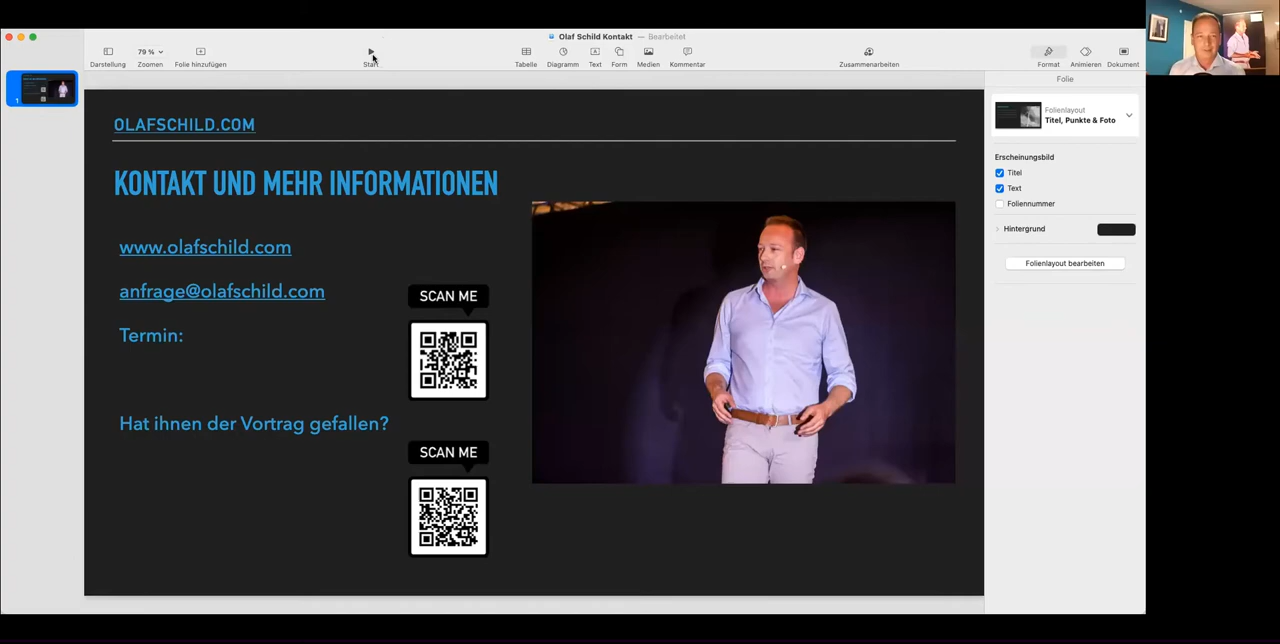 Olaf Schild Kontakt — Bearbeitet
Darstellung
79 %
Zoomen
Folie hinzufügen
Start
Tabelle
Diagramm
Text
Form
Medien
Kommentar
Zusammenarbeiten
Format
Animieren
Dokument
1
OLAFSCHILD.COM
KONTAKT UND MEHR INFORMATIONEN
www.olafschild.com
anfrage@olafschild.com
SCAN ME
Termin:
Hat ihnen der Vortrag gefallen?
SCAN ME
Folie
Folienlayout
Titel, Punkte & Foto
Erscheinungsbild
Titel
Text
Foliennummer
Hintergrund
Folienlayout bearbeiten